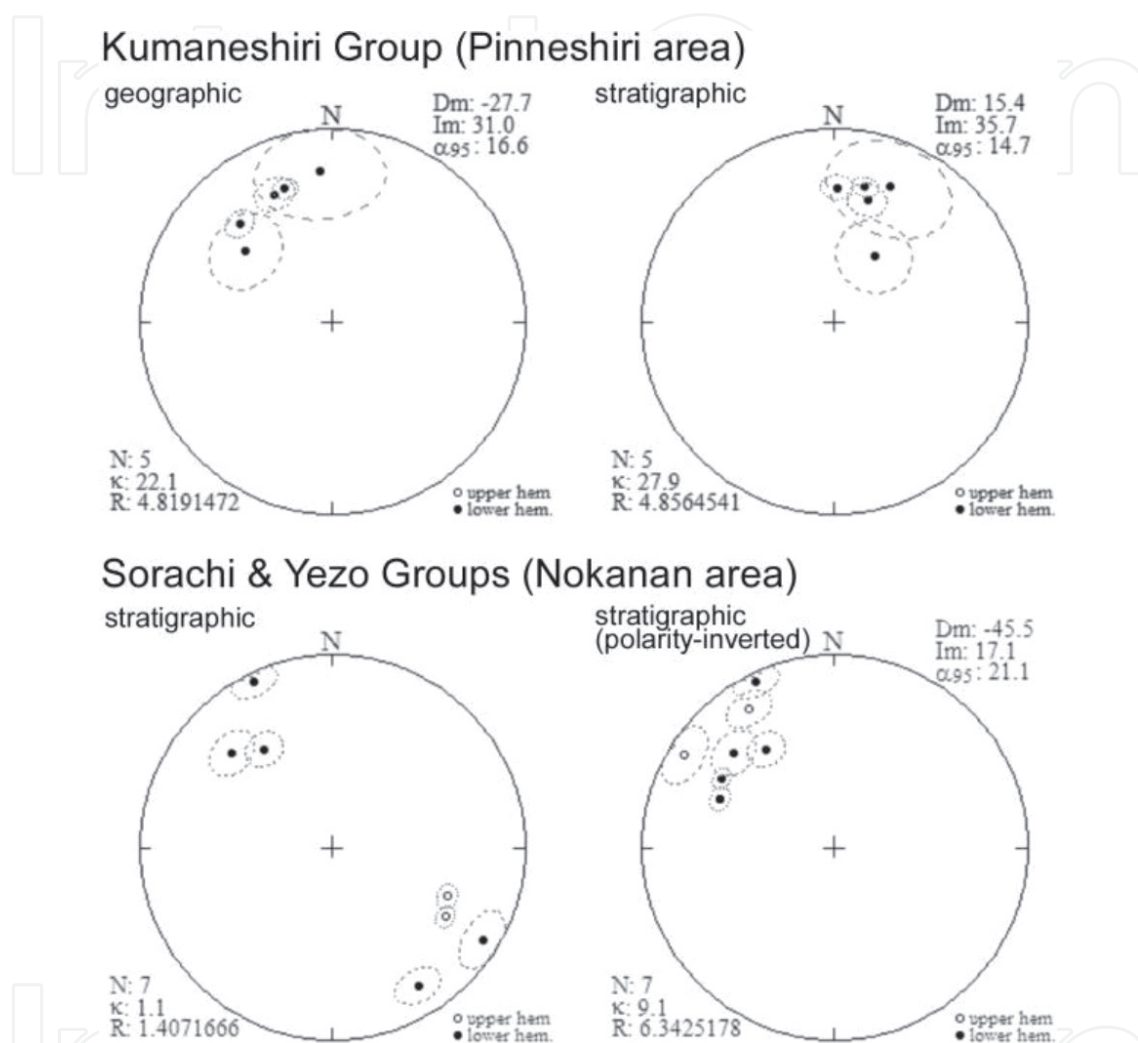 Kumaneshiri Group (Pinneshiri area)
geographic
N
Dm: -27.7
Im: 31.0
α95: 16.6
N: 5
κ: 22.1
R: 4.8191472
upper hem
lower hem.
stratigraphic
N
Dm: 15.4
Im: 35.7
α95: 14.7
N: 5
κ: 27.9
R: 4.8564541
upper hem
lower hem.
Sorachi & Yezo Groups (Nokanan area)
stratigraphic
N
N: 7
κ: 1.1
R: 1.4071666
upper hem
lower hem.
stratigraphic
(polarity-inverted)
N
Dm: -45.5
Im: 17.1
α95: 21.1
N: 7
κ: 9.1
R: 6.3425178
upper hem
lower hem.